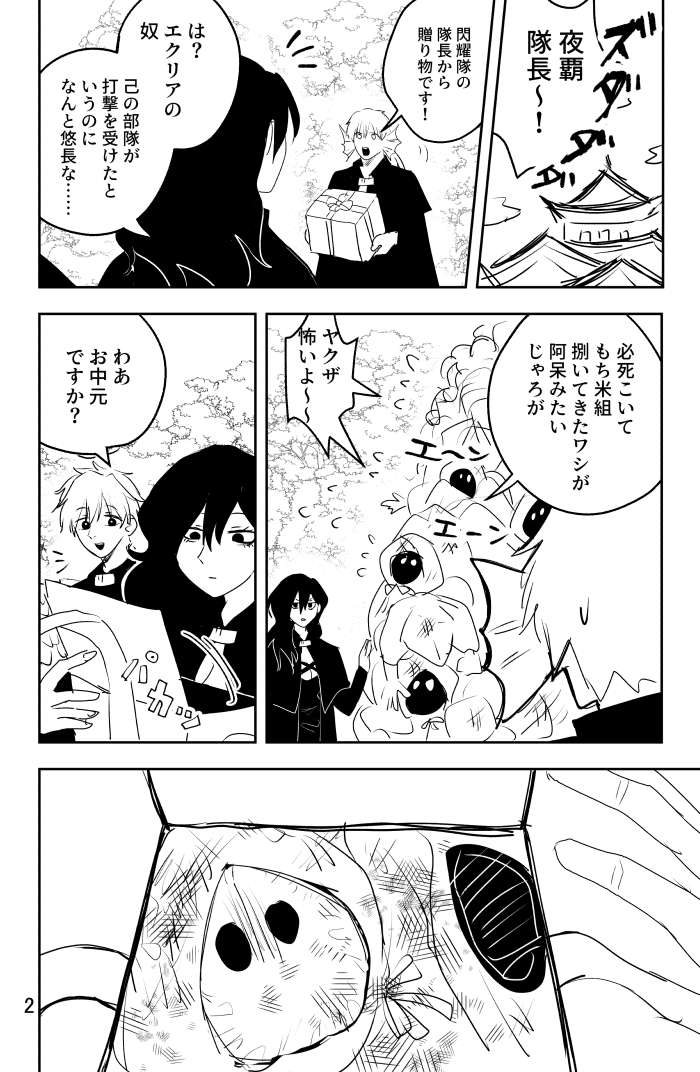 夜覇
隊長〜！
ズダダダダ
閃耀隊の
隊長から
贈り物です！
は？
エクリアの
奴
己の部隊が
打撃を受けたと
いうのに
なんと悠長な……
必死こいて
もち米組
捌いてきたワシが
阿呆みたい
じゃろが
エーン
エーン
ヤクザ
怖いよ〜
わあ
お中元
ですか？
パカッ
2